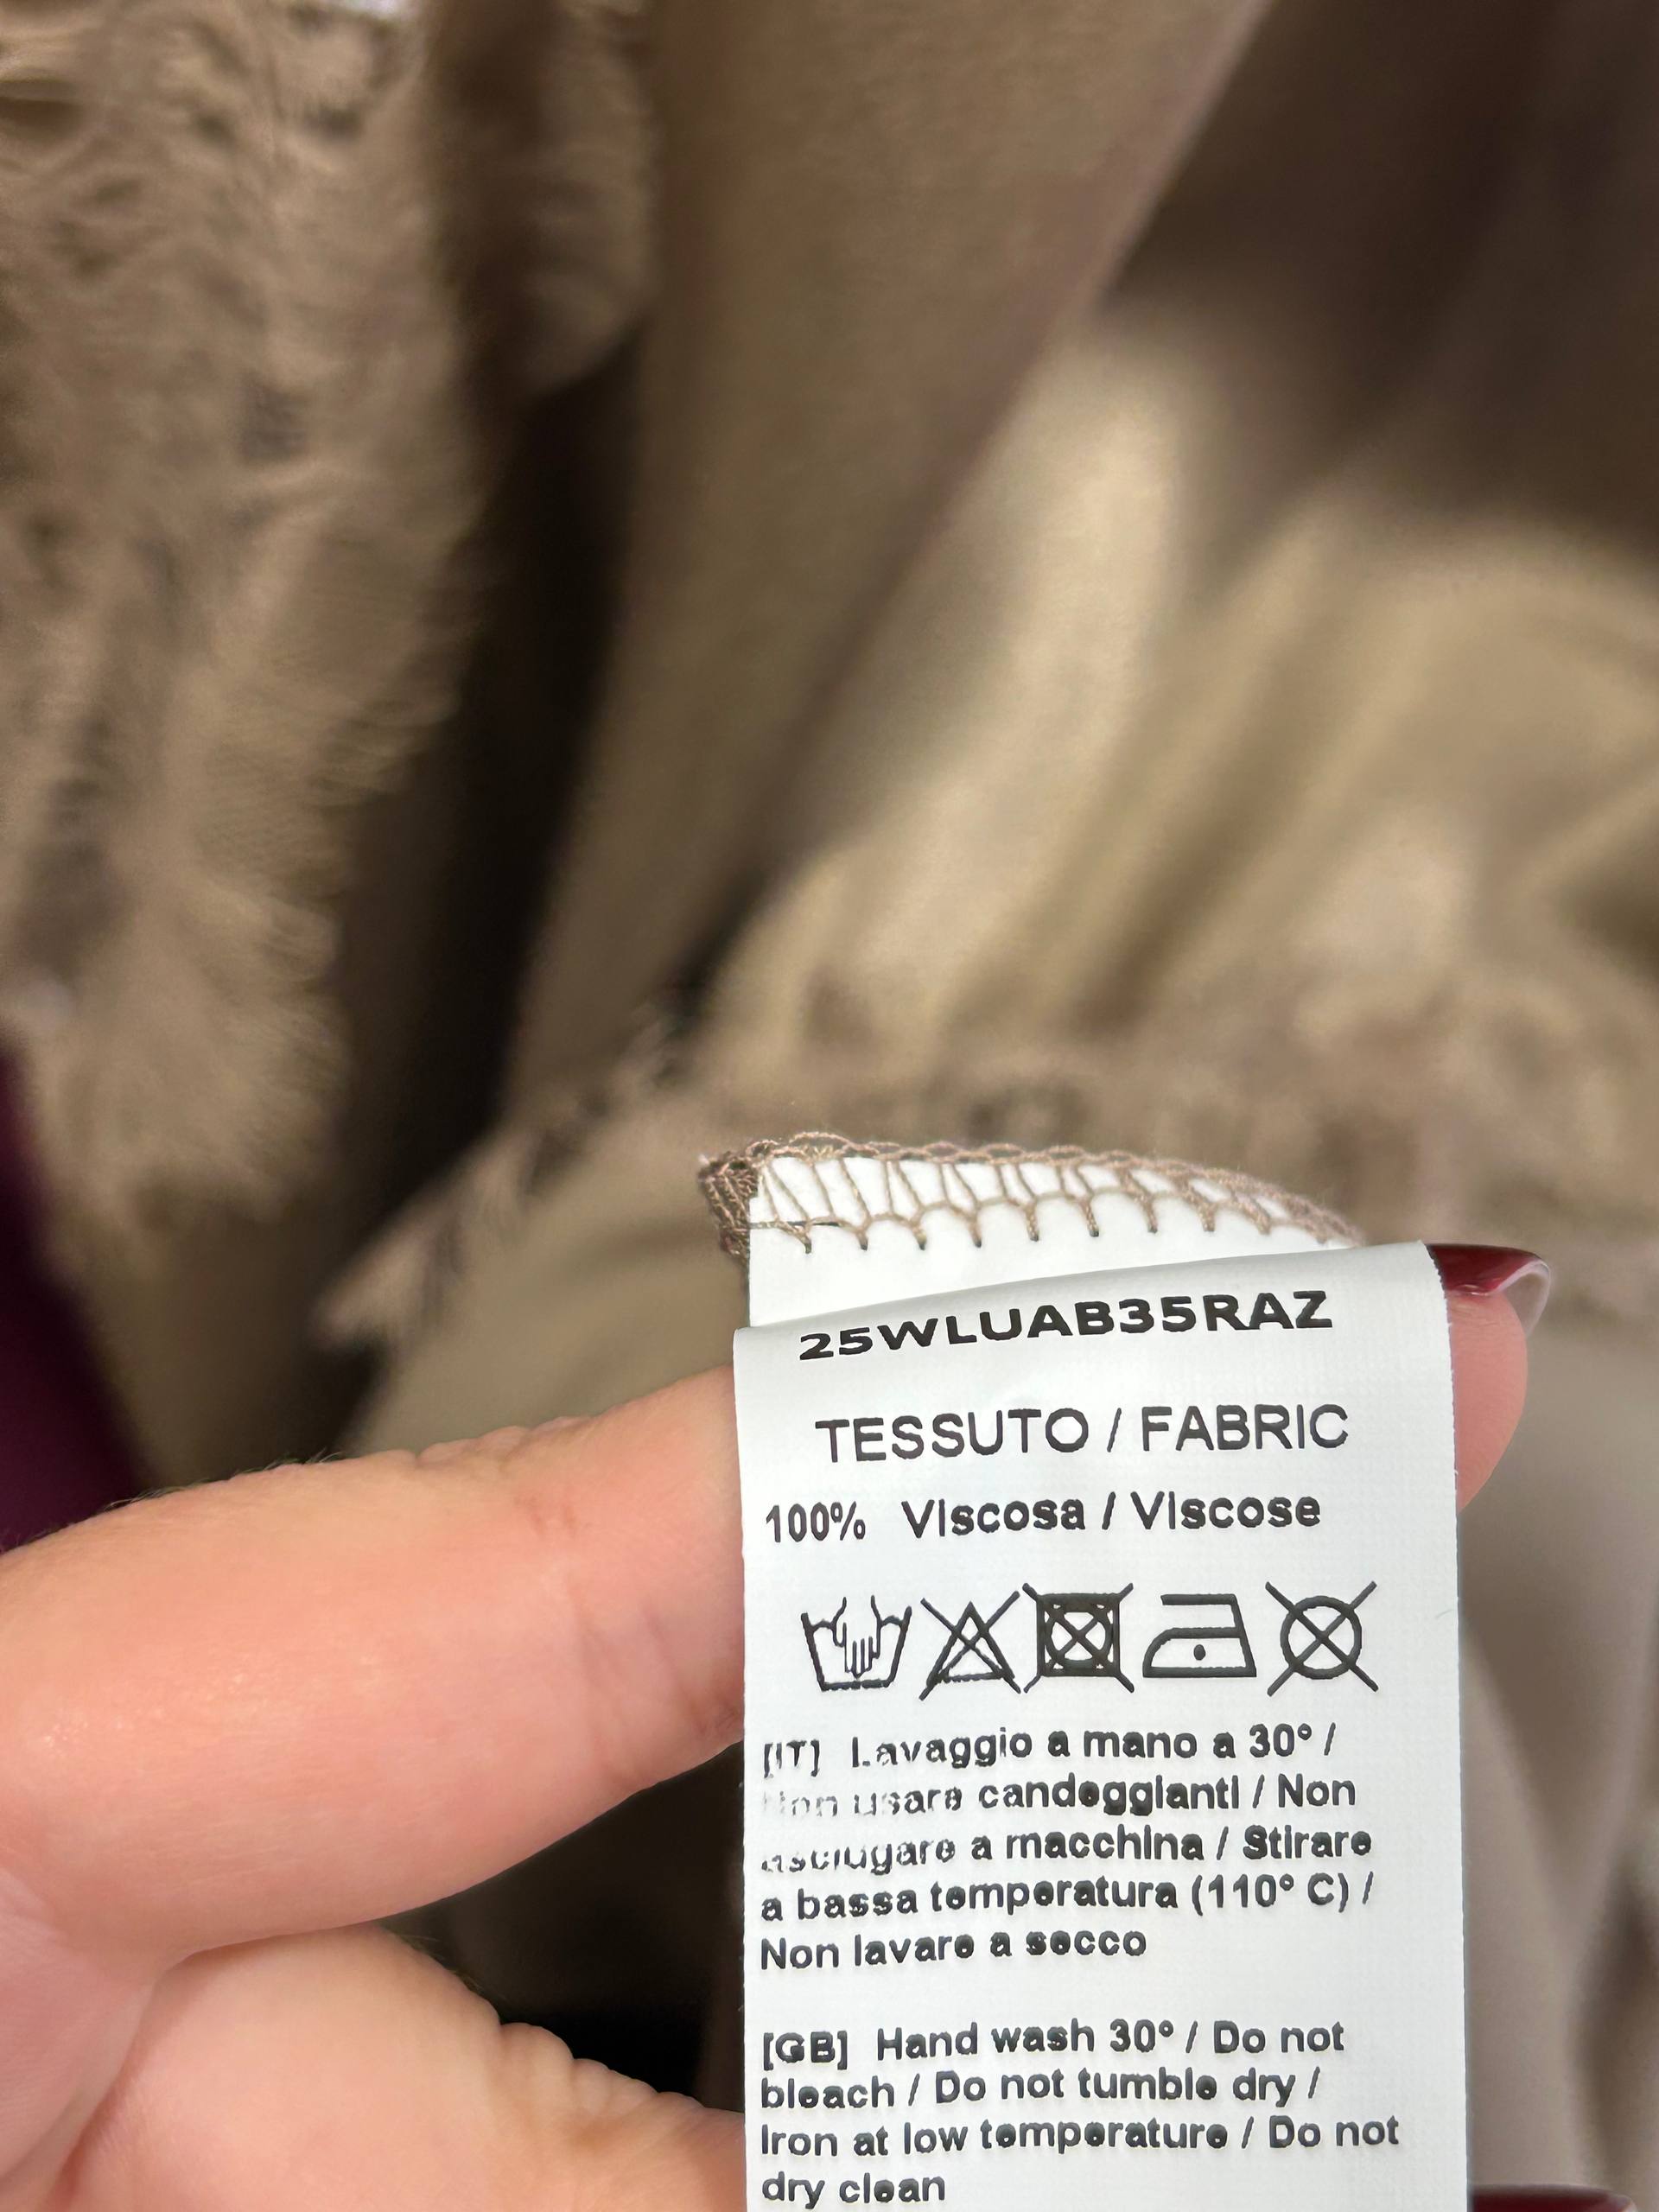 25WLUAB35RAZ
TESSUTO / FABRIC
100% Viscosa / Viscose
[IT] Lavaggio a mano a 30° /
Non usare candeggianti / Non
asciugare a macchina / Stirare
a bassa temperatura (110° C) /
Non lavare a secco
[GB] Hand wash 30° / Do not
bleach / Do not tumble dry /
Iron at low temperature / Do not
dry clean